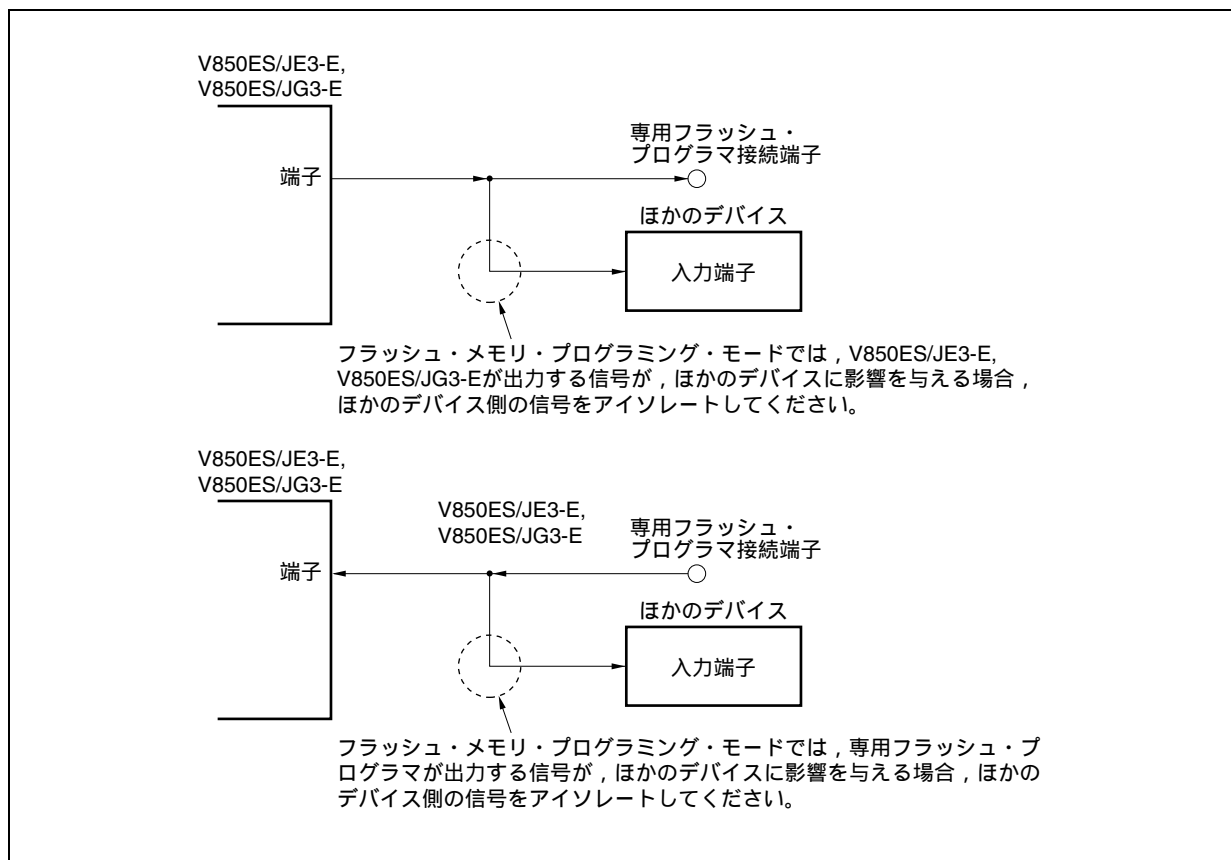 V850ES/JE3-E,
V850ES/JG3-E
端子
専用フラッシュ・
プログラマ接続端子
ほかのデバイス
入力端子
フラッシュ・メモリ・プログラミング・モードでは，V850ES/JE3-E,
V850ES/JG3-Eが出力する信号が，ほかのデバイスに影響を与える場合，
ほかのデバイス側の信号をアイソレートしてください。
V850ES/JE3-E,
V850ES/JG3-E
V850ES/JE3-E,
V850ES/JG3-E
専用フラッシュ・
プログラマ接続端子
端子
ほかのデバイス
入力端子
フラッシュ・メモリ・プログラミング・モードでは，専用フラッシュ・プ
ログラマが出力する信号が，ほかのデバイスに影響を与える場合，ほかの
デバイス側の信号をアイソレートしてください。